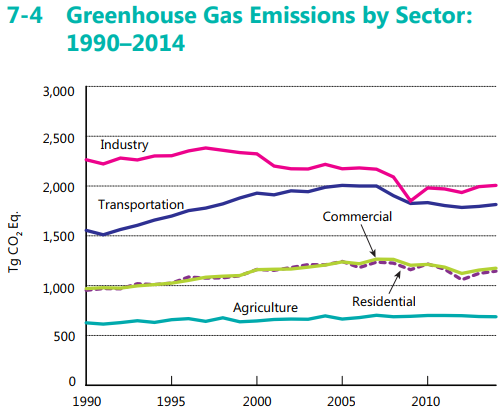 7-4 Greenhouse Gas Emissions by Sector:
1990–2014
3,000
2,500
2,000
1,500
1,000
500
0
Tg CO₂ Eq.
Industry
Transportation
Commercial
Residential
Agriculture
1990 1995 2000 2005 2010